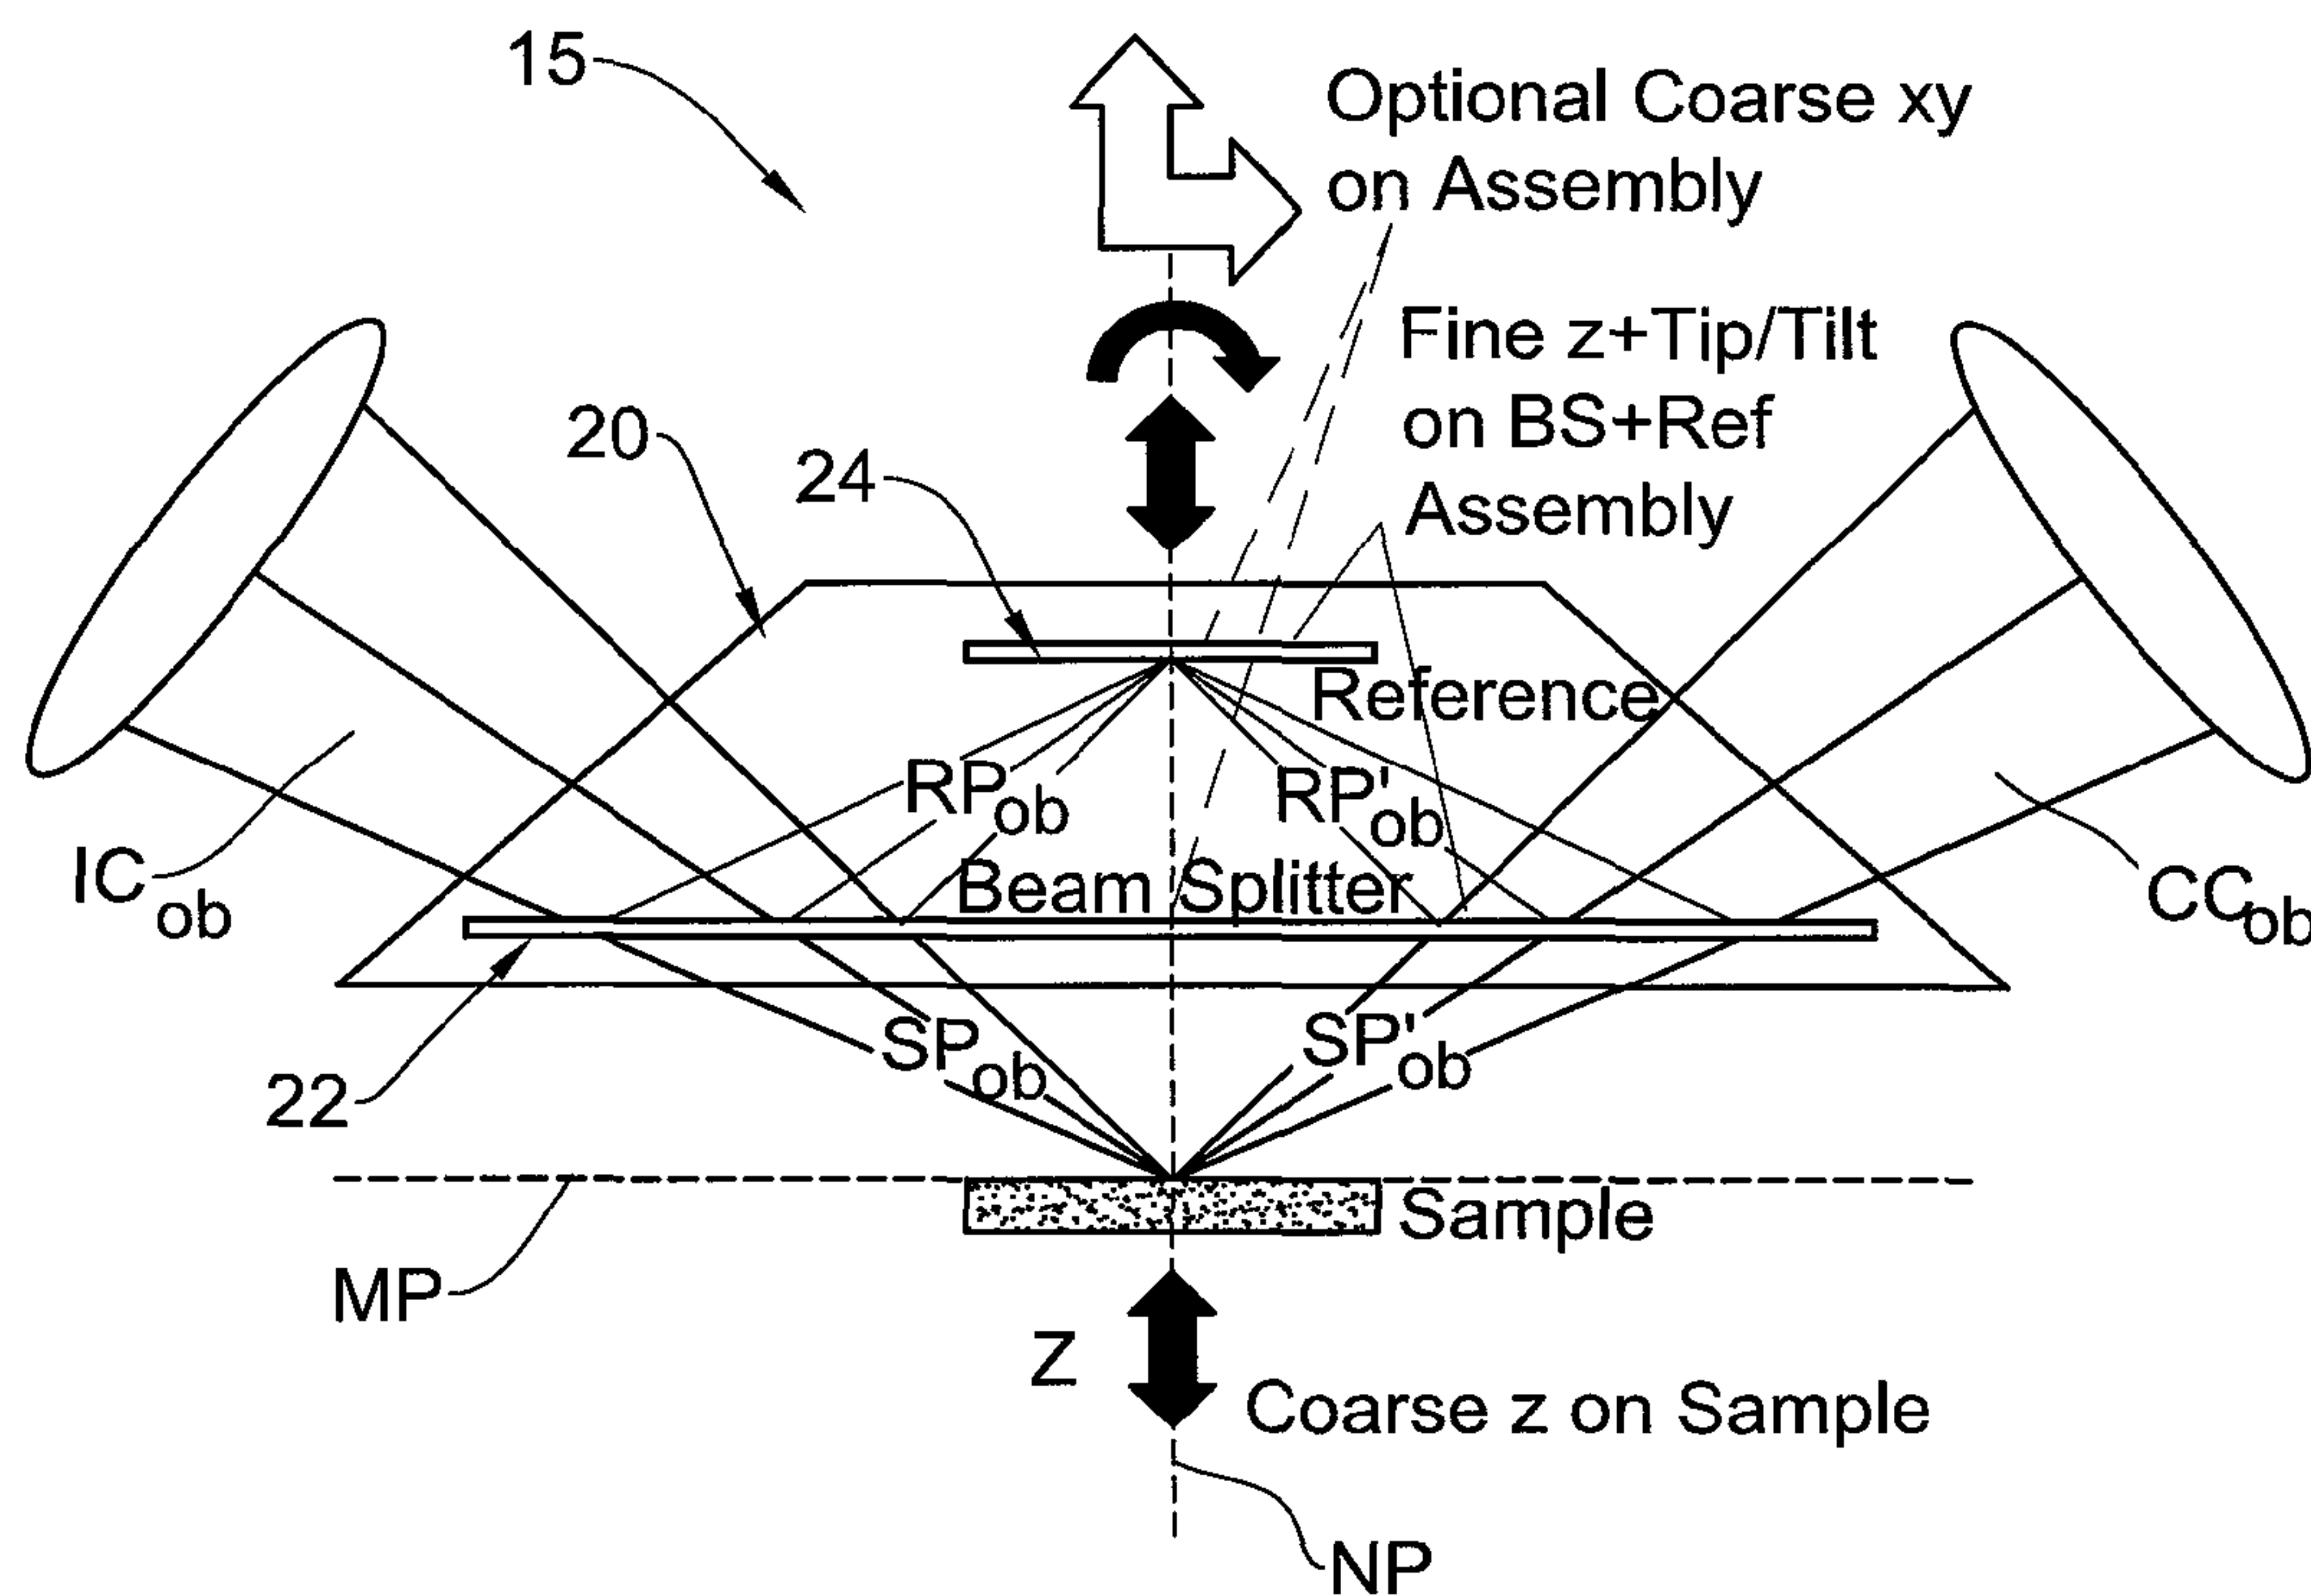 15
Optional Coarse xy
on Assembly
Fine z+Tip/Tilt
on BS+Ref
Assembly
20
24
Reference
RPob
RP'ob
ICob
Beam Splitter
CCob
22
SPob
SP'ob
Sample
MP
Z
Coarse z on Sample
NP